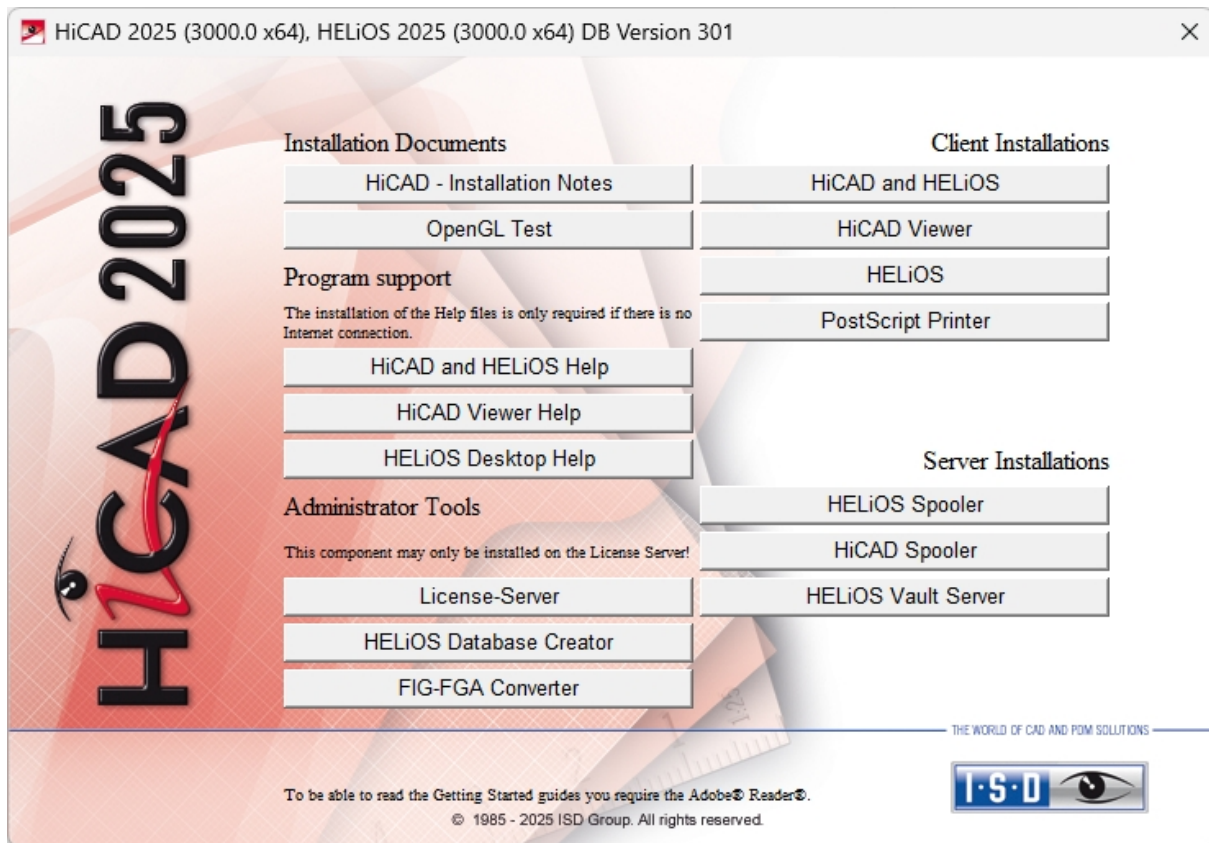 HiCAD 2025 (3000.0 x64), HELiOS 2025 (3000.0 x64) DB Version 301
HiCAD 2025
Installation Documents
HiCAD - Installation Notes
OpenGL Test
Program support
The installation of the Help files is only required if there is no
Internet connection.
HiCAD and HELiOS Help
HiCAD Viewer Help
HELiOS Desktop Help
Administrator Tools
This component may only be installed on the License Server!
License-Server
HELiOS Database Creator
FIG-FGA Converter
Client Installations
HiCAD and HELiOS
HiCAD Viewer
HELiOS
PostScript Printer
Server Installations
HELiOS Spooler
HiCAD Spooler
HELiOS Vault Server
THE WORLD OF CAD AND PDM SOLUTIONS
I·S·D
To be able to read the Getting Started guides you require the Adobe® Reader®.
© 1985 - 2025 ISD Group. All rights reserved.